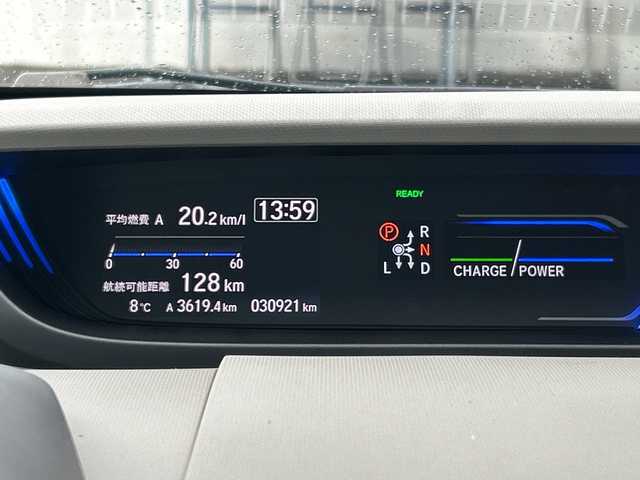 READY
平均燃費 A 20.2 km/l 13:59
P R
N
L D
0 30 60
CHARGE POWER
航続可能距離 128 km
8℃ A 3619.4 km 030921 km